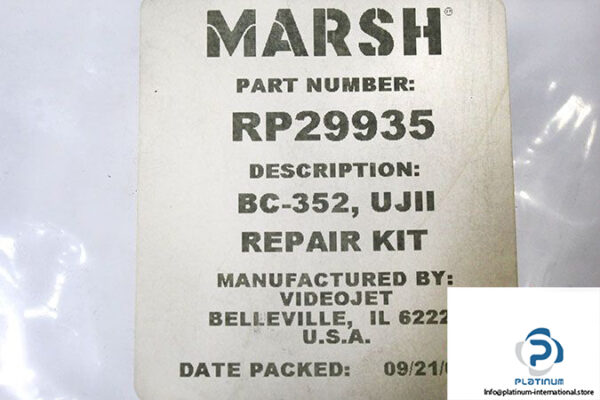 MARSH®
PART NUMBER:
RP29935
DESCRIPTION:
BC-352, UJII
REPAIR KIT
MANUFACTURED BY:
VIDEOJET
BELLEVILLE, IL
U.S.A.
DATE PACKED:
PLATINUM
Info@platinum-international.store